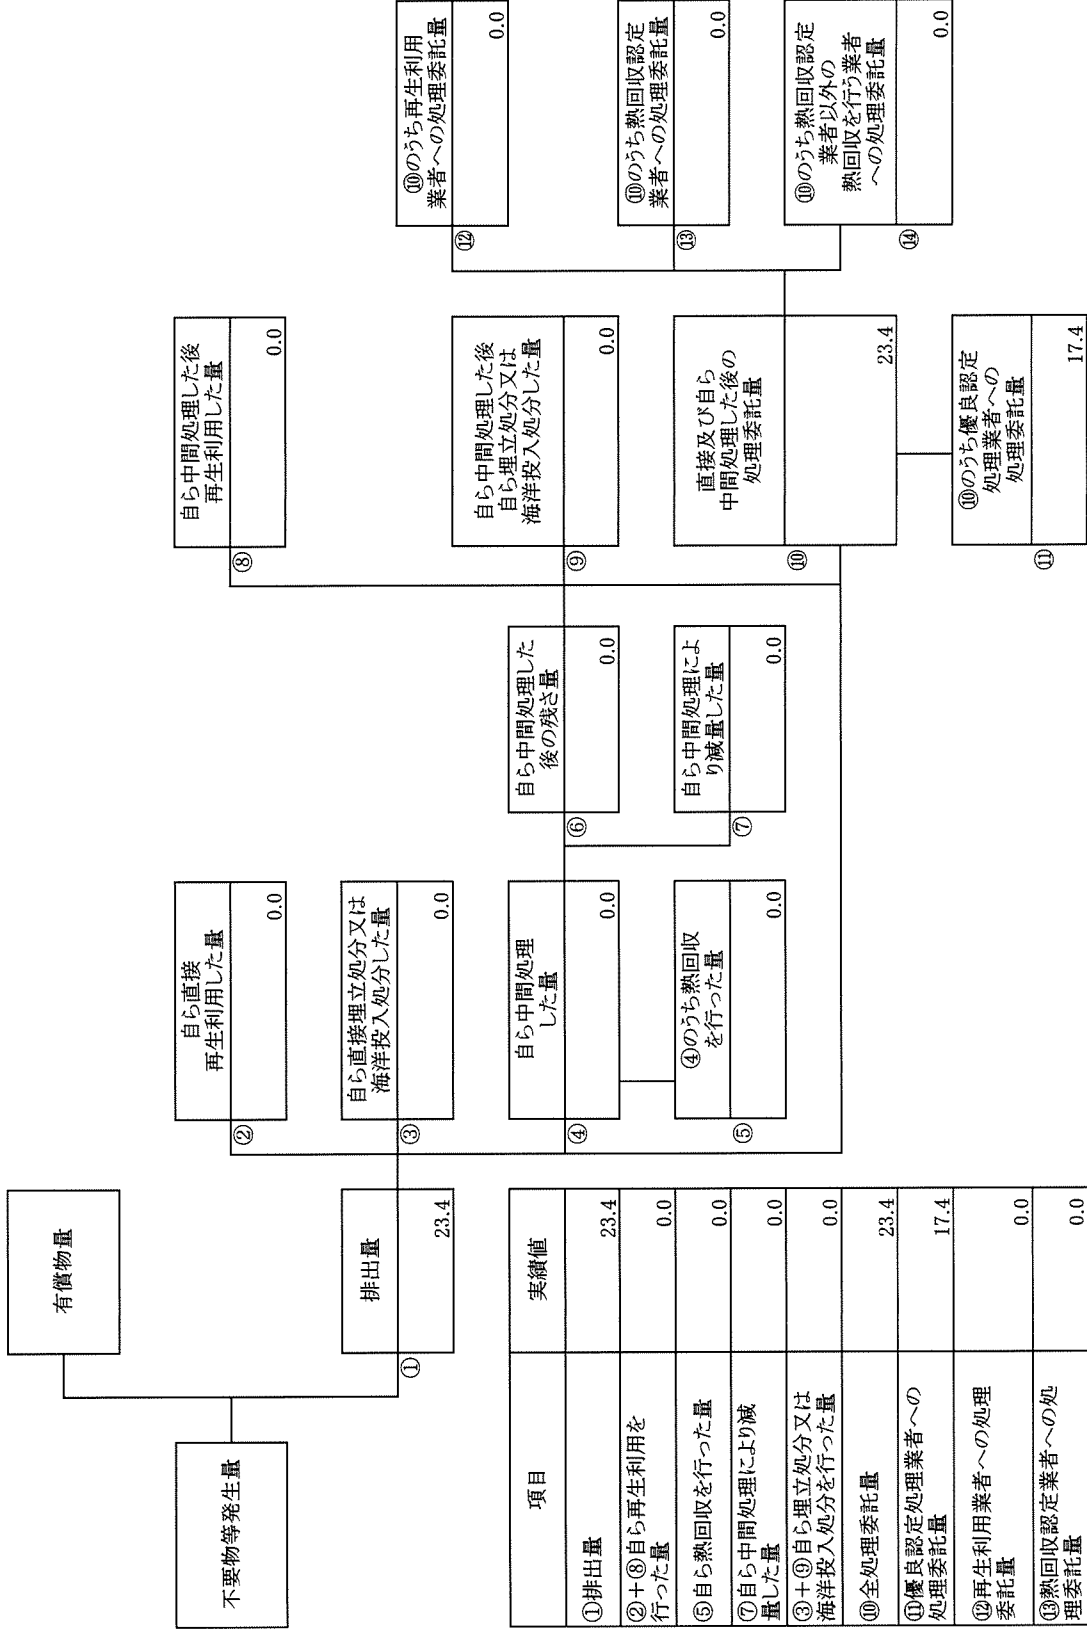 不要物等発生量
有償物量
排出量
①
23.4
自ら直接
再生利用した量
②
0.0
自ら直接埋立処分又は
海洋投入処分した量
③
0.0
自ら中間処理
した量
④
0.0
④のうち熱回収
を行った量
⑤
0.0
自ら中間処理した
後の残さ量
⑥
0.0
自ら中間処理によ
り減量した量
⑦
0.0
自ら中間処理した後
再生利用した量
⑧
0.0
自ら中間処理した後
自ら埋立処分又は
海洋投入処分した量
⑨
0.0
直接及び自ら
中間処理した後の
処理委託量
⑩
23.4
⑩のうち優良認定
処理業者への
処理委託量
⑪
17.4
⑩のうち再生利用
業者への処理委託量
⑫
0.0
⑩のうち熱回収認定
業者への処理委託量
⑬
0.0
⑩のうち熱回収認定
業者以外の
熱回収を行う業者
への処理委託量
⑭
0.0
項目 実績値
①排出量 23.4
②+⑧自ら再生利用を
行った量 0.0
⑤自ら熱回収を行った量 0.0
⑦自ら中間処理により減
量した量 0.0
③+⑨自ら埋立処分又は
海洋投入処分を行った量 0.0
⑩全処理委託量 23.4
⑪優良認定処理業者への
処理委託量 17.4
⑫再生利用業者への処理
委託量 0.0
⑬熱回収認定業者への処
理委託量 0.0